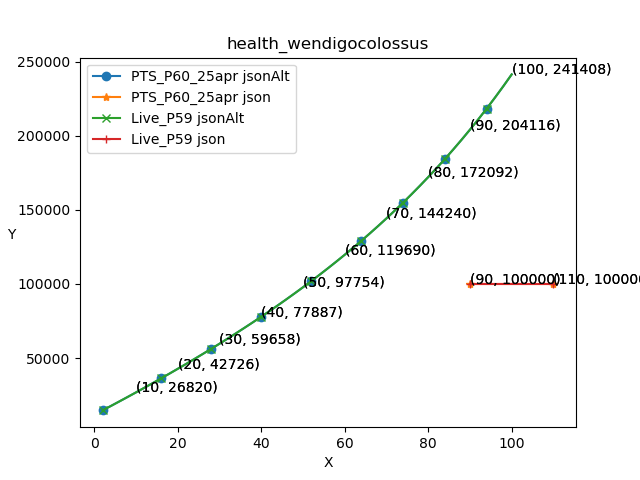 health_wendigocolossus
PTS_P60_25apr jsonAlt
PTS_P60_25apr json
Live_P59 jsonAlt
Live_P59 json
250000
200000
150000
100000
50000
Y
(100, 241408)
(90, 204116)
(80, 172092)
(70, 144240)
(60, 119690)
(50, 97754)
(90, 100000)
(110, 100000
(40, 77887)
(30, 59658)
(20, 42726)
(10, 26820)
0 20 40 60 80 100
X